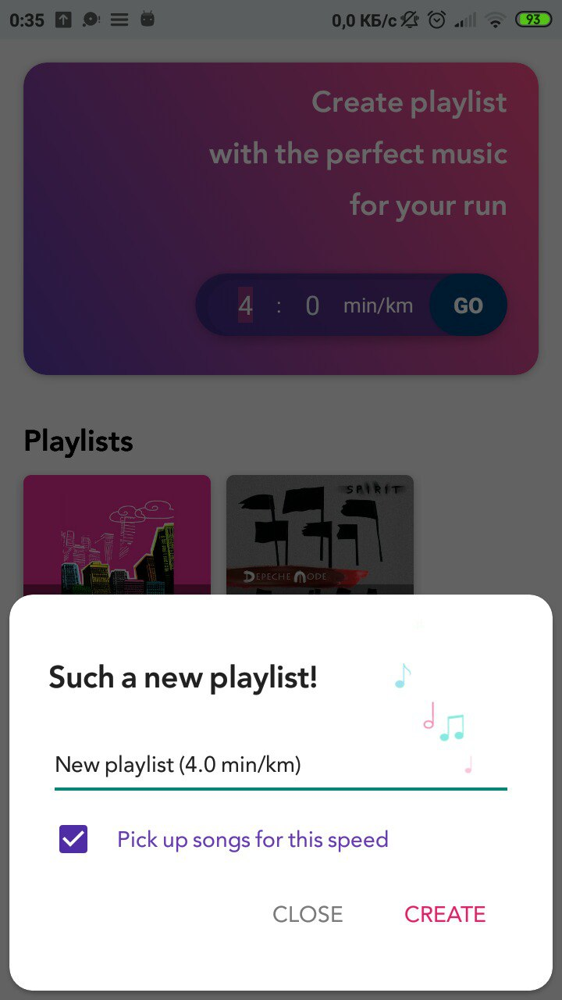 0:35 0,0 КБ/с 93
Create playlist
with the perfect music
for your run
4 : 0 min/km GO
Playlists
SPIRIT
DEPECHE MODE
Such a new playlist!
New playlist (4.0 min/km)
Pick up songs for this speed
CLOSE CREATE